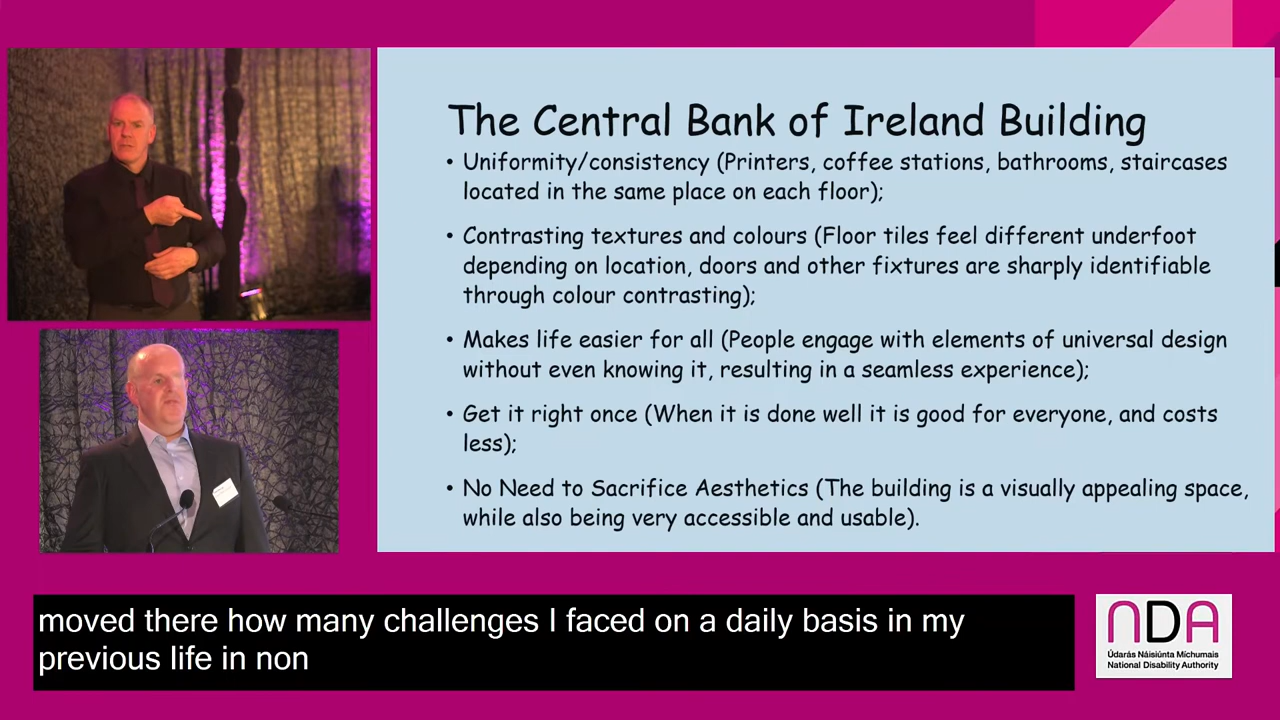 The Central Bank of Ireland Building
• Uniformity/consistency (Printers, coffee stations, bathrooms, staircases
located in the same place on each floor);
• Contrasting textures and colours (Floor tiles feel different underfoot
depending on location, doors and other fixtures are sharply identifiable
through colour contrasting);
• Makes life easier for all (People engage with elements of universal design
without even knowing it, resulting in a seamless experience);
• Get it right once (When it is done well it is good for everyone, and costs
less);
• No Need to Sacrifice Aesthetics (The building is a visually appealing space,
while also being very accessible and usable).
moved there how many challenges I faced on a daily basis in my
previous life in non
NDA
Údarás Náisiúnta Míchumais
National Disability Authority